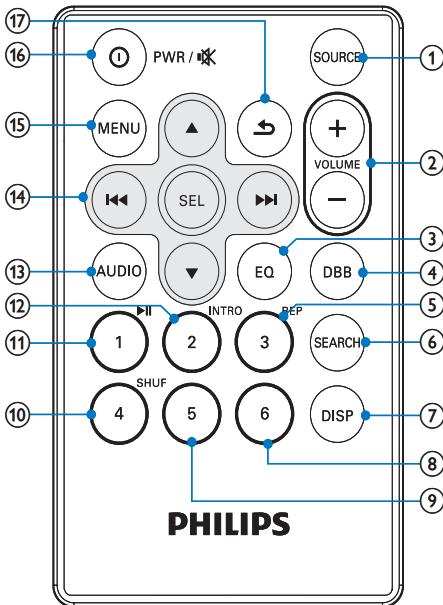 17
16 PWR / SOURCE 1
15 MENU + 2
VOLUME
14 SEL −
3
13 AUDIO EQ DBB 4
12 INTRO REP 5
11 1 2 3 SEARCH 6
SHUF
10 4 5 6 DISP 7
8
9
PHILIPS